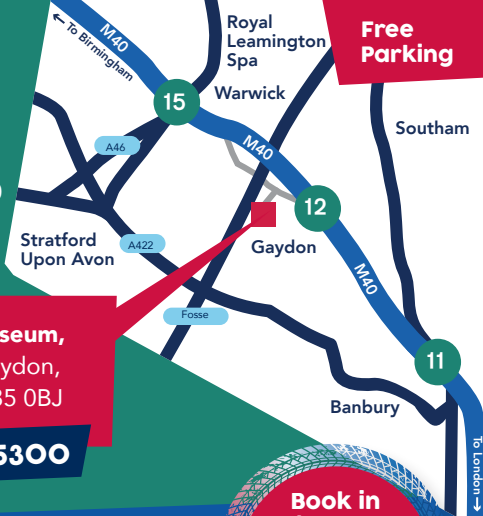 Royal
Leamington
Spa
Free
Parking
M40
← To Birmingham
15
Warwick
Southam
A46
M40
12
Stratford
Upon Avon
A422
Gaydon
M40
Fosse
11
Banbury
To London →
Book in